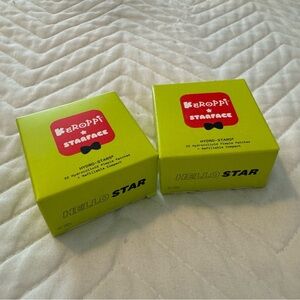 KEROPPI
★
STARFACE
HYDRO-STARS®
32 Hydrocolloid Pimple Patches
+ Refillable Compact
HELLO STAR
KEROPPI
★
STARFACE
HYDRO-STARS®
32 Hydrocolloid Pimple Patches
+ Refillable Compact
HELLO STAR